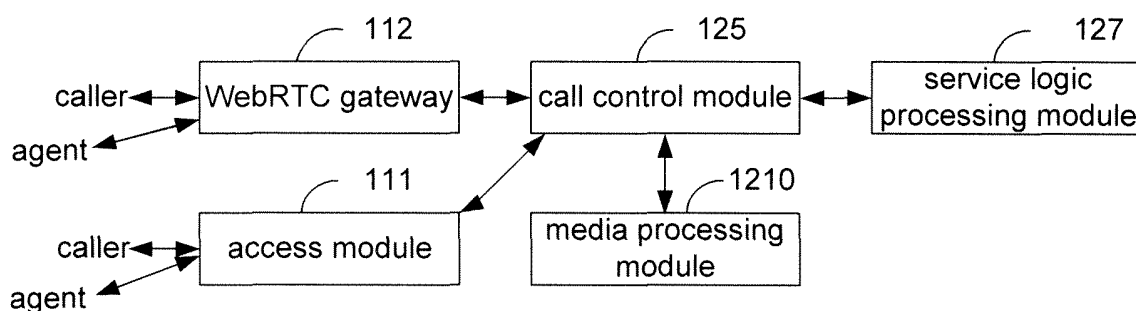 112
125
127
caller
WebRTC gateway
call control module
service logic
processing module
agent
111
1210
caller
access module
media processing
module
agent